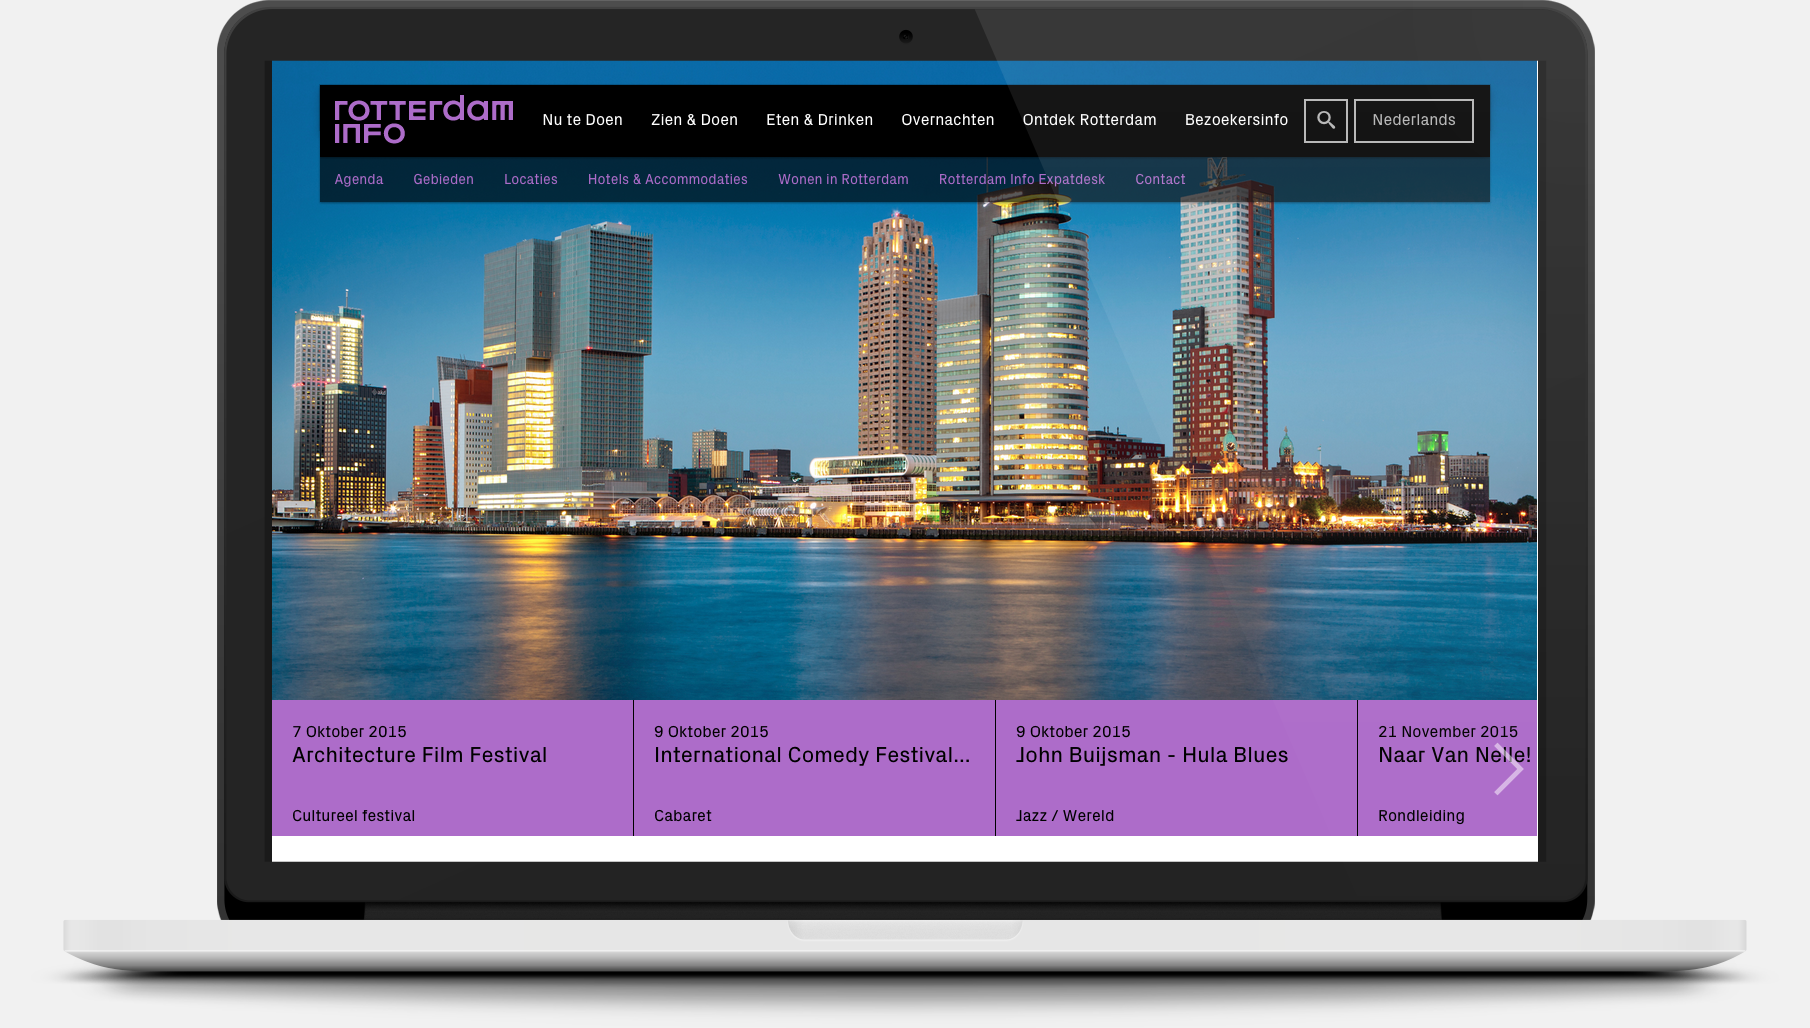 rotterdam
INFO
Nu te Doen
Zien & Doen
Eten & Drinken
Overnachten
Ontdek Rotterdam
Bezoekersinfo
Nederlands
Agenda
Gebieden
Locaties
Hotels & Accommodaties
Wonen in Rotterdam
Rotterdam Info Expatdesk
Contact
M
7 Oktober 2015
Architecture Film Festival
Cultureel festival
9 Oktober 2015
International Comedy Festival...
Cabaret
9 Oktober 2015
John Buijsman - Hula Blues
Jazz / Wereld
21 November 2015
Naar Van Nelle!
Rondleiding